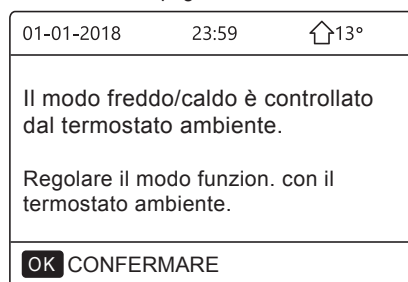 01-01-2018 23:59 13°
Il modo freddo/caldo è controllato
dal termostato ambiente.
Regolare il modo funzion. con il
termostato ambiente.
OK CONFERMARE